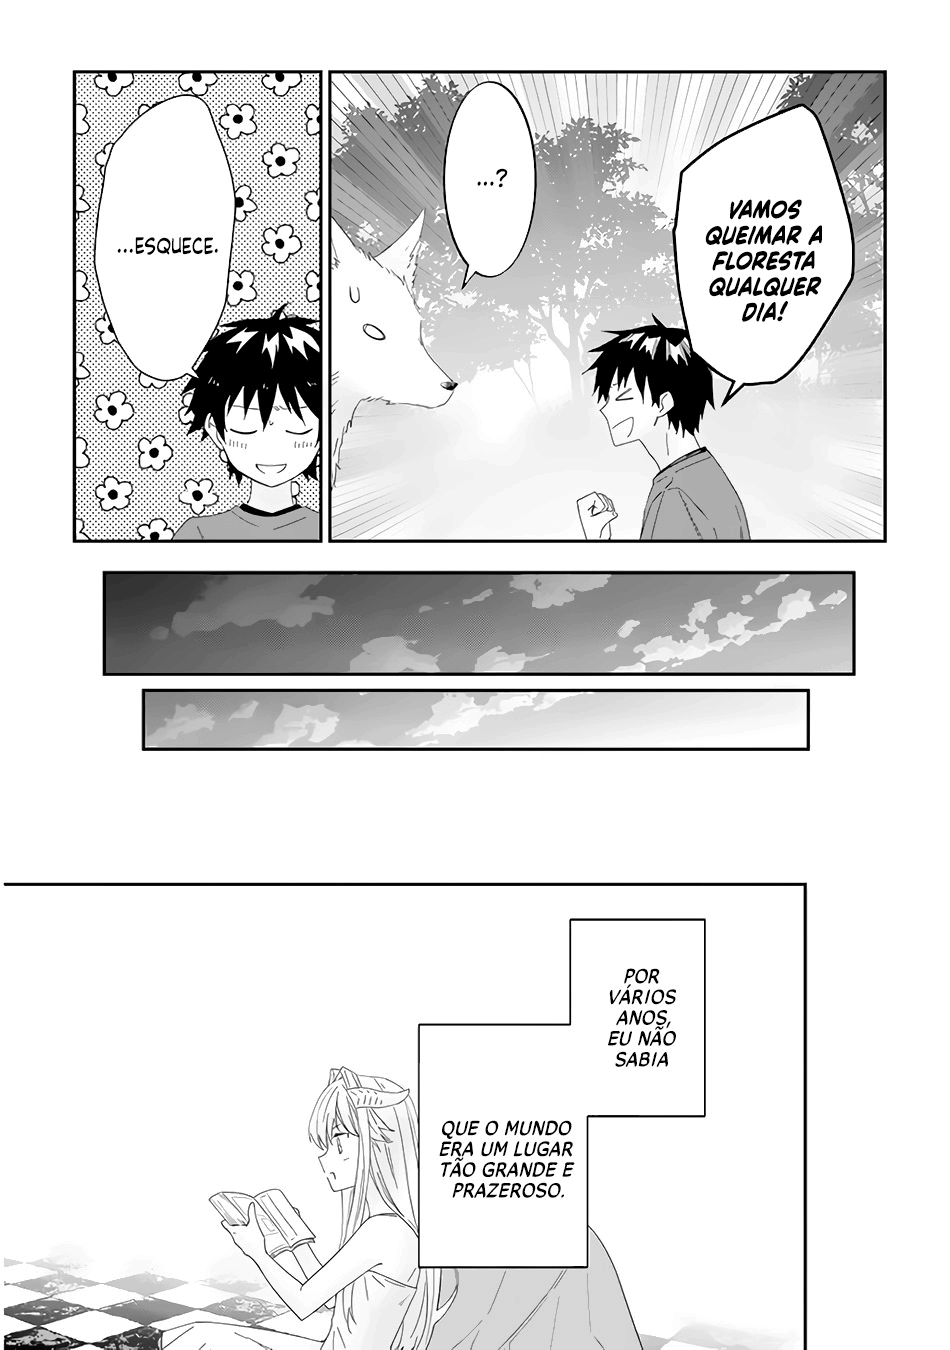 VAMOS
QUEIMAR A
FLORESTA
QUALQUER
DIA!
...?
...ESQUECE.
POR
VÁRIOS
ANOS,
EU NÃO
SABIA
QUE O MUNDO
ERA UM LUGAR
TÃO GRANDE E
PRAZEROSO.